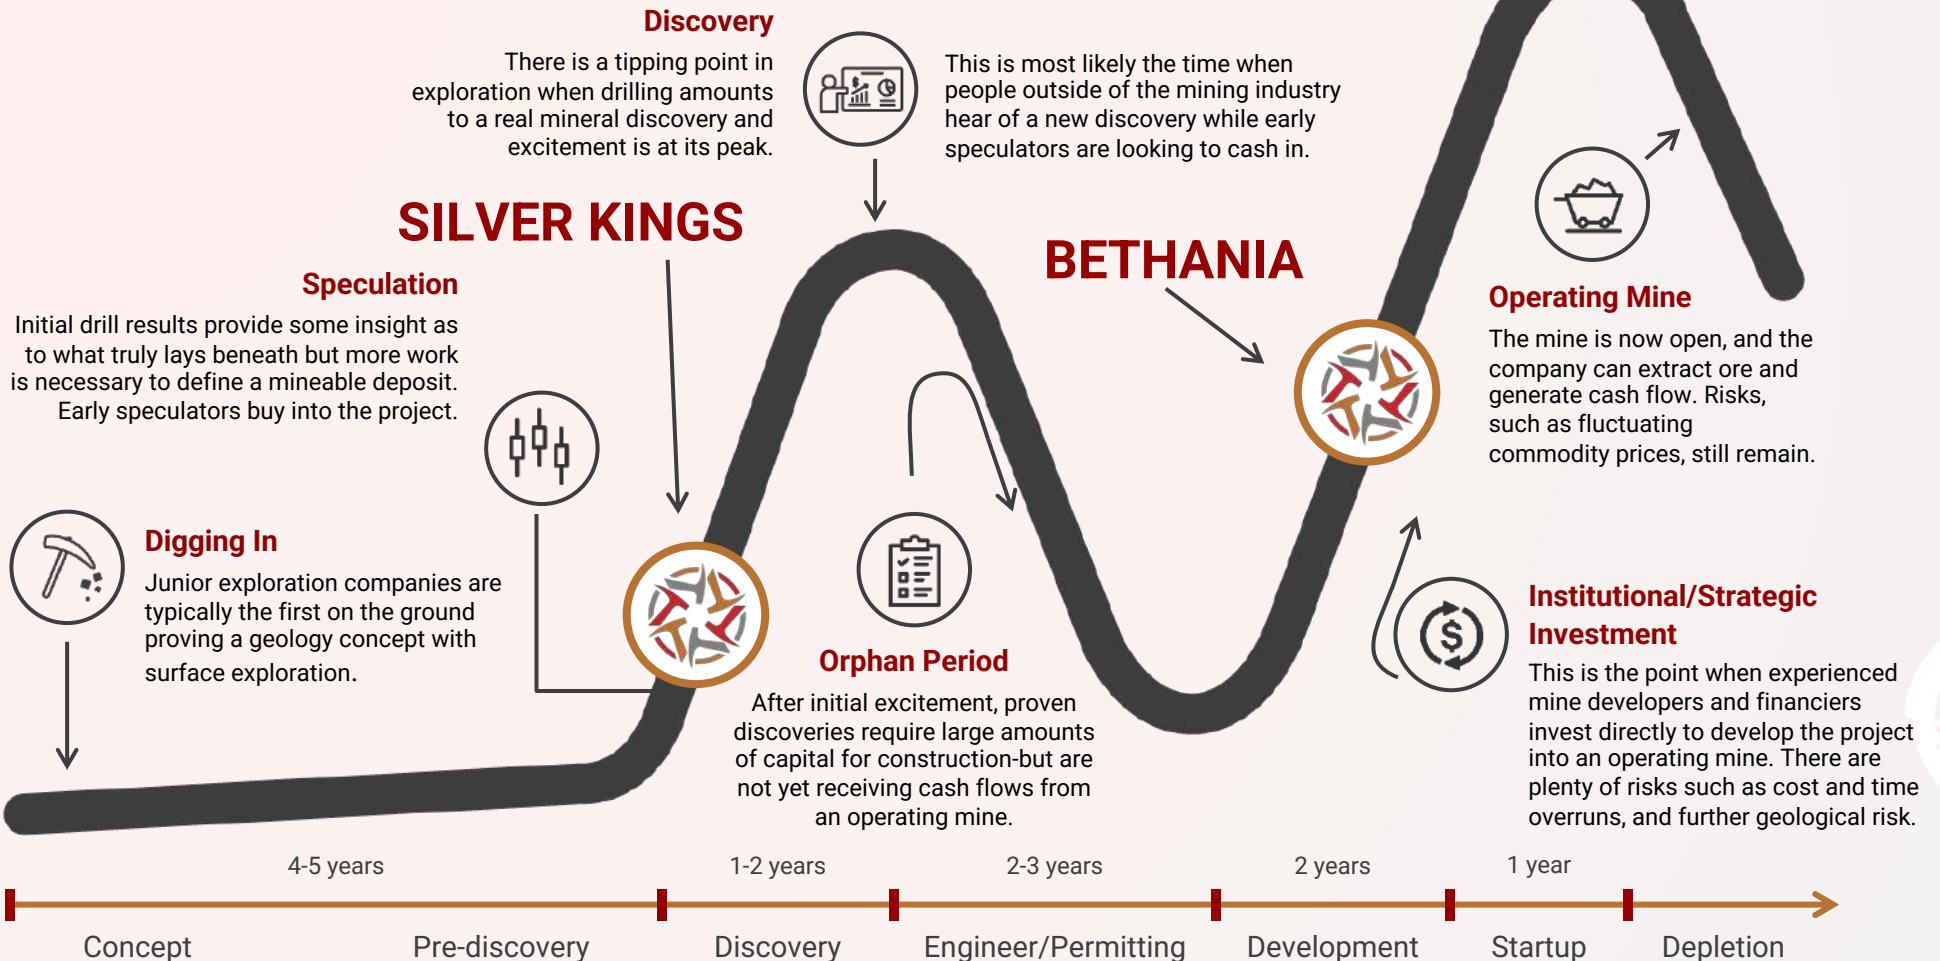 Discovery
There is a tipping point in
exploration when drilling amounts
to a real mineral discovery and
excitement is at its peak.
This is most likely the time when
people outside of the mining industry
hear of a new discovery while early
speculators are looking to cash in.
SILVER KINGS
BETHANIA
Speculation
Initial drill results provide some insight as
to what truly lays beneath but more work
is necessary to define a mineable deposit.
Early speculators buy into the project.
Operating Mine
The mine is now open, and the
company can extract ore and
generate cash flow. Risks,
such as fluctuating
commodity prices, still remain.
Digging In
Junior exploration companies are
typically the first on the ground
proving a geology concept with
surface exploration.
Orphan Period
After initial excitement, proven
discoveries require large amounts
of capital for construction-but are
not yet receiving cash flows from
an operating mine.
$
Institutional/Strategic
Investment
This is the point when experienced
mine developers and financiers
invest directly to develop the project
into an operating mine. There are
plenty of risks such as cost and time
overruns, and further geological risk.
4-5 years
1-2 years
2-3 years
2 years
1 year
Concept
Pre-discovery
Discovery
Engineer/Permitting
Development
Startup
Depletion